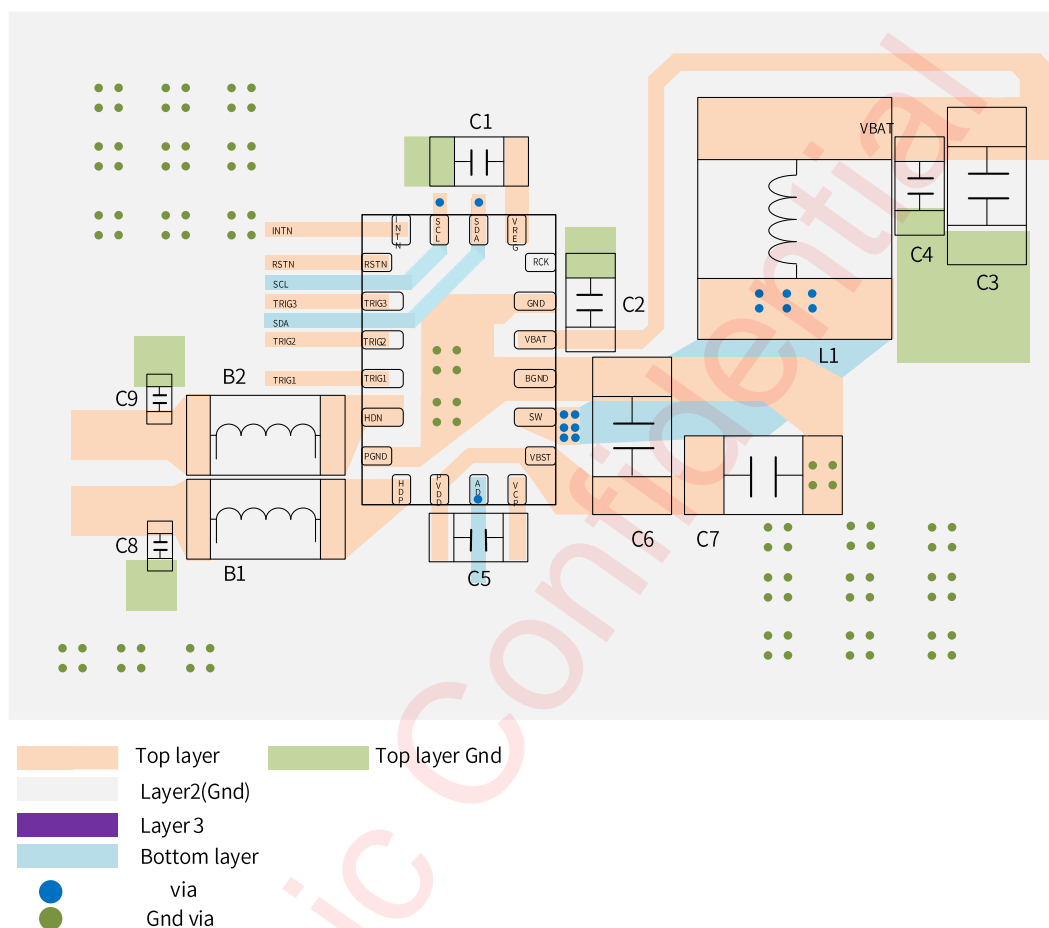 C1
VBAT
INTN
SCL
SDA
VREG
INTN
RSTN
RSTN
RCK
SCL
C4
C3
TRIG3
TRIG3
GND
C2
SDA
TRIG2
TRIG2
VBAT
L1
B2
TRIG1
TRIG1
BGND
C9
HDN
SW
PGND
VBST
HDP
PVDD
AD
VCP
C6
C7
C8
B1
C5
Top layer
Top layer Gnd
Layer2(Gnd)
Layer 3
Bottom layer
via
Gnd via
ic Confidential